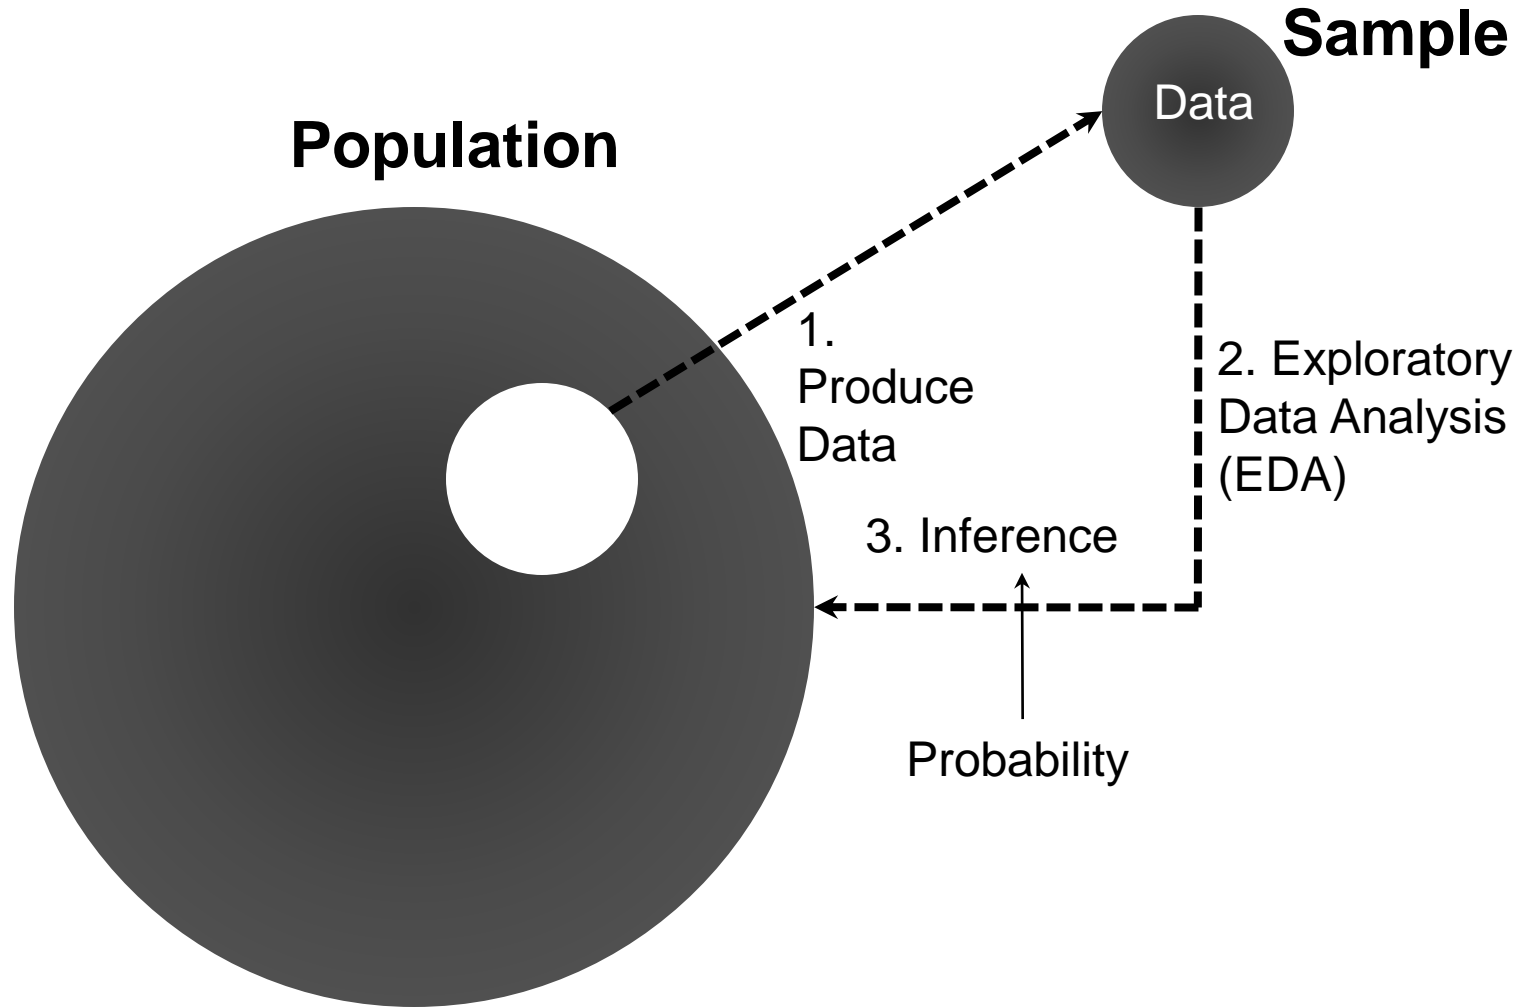 Sample
Data
Population
1.
Produce
Data
2. Exploratory
Data Analysis
(EDA)
3. Inference
Probability